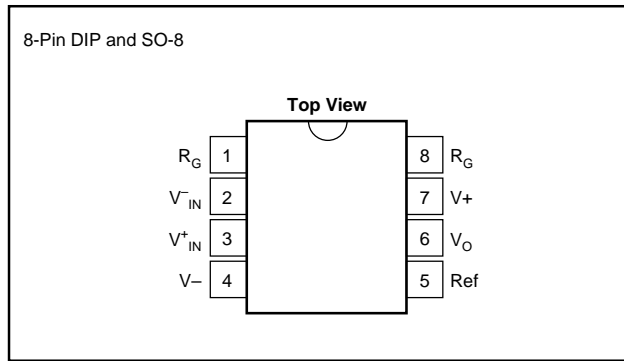 8-Pin DIP and SO-8
Top View
R_G 1 8 R_G
V^–_IN 2 7 V+
V^+_IN 3 6 V_O
V– 4 5 Ref